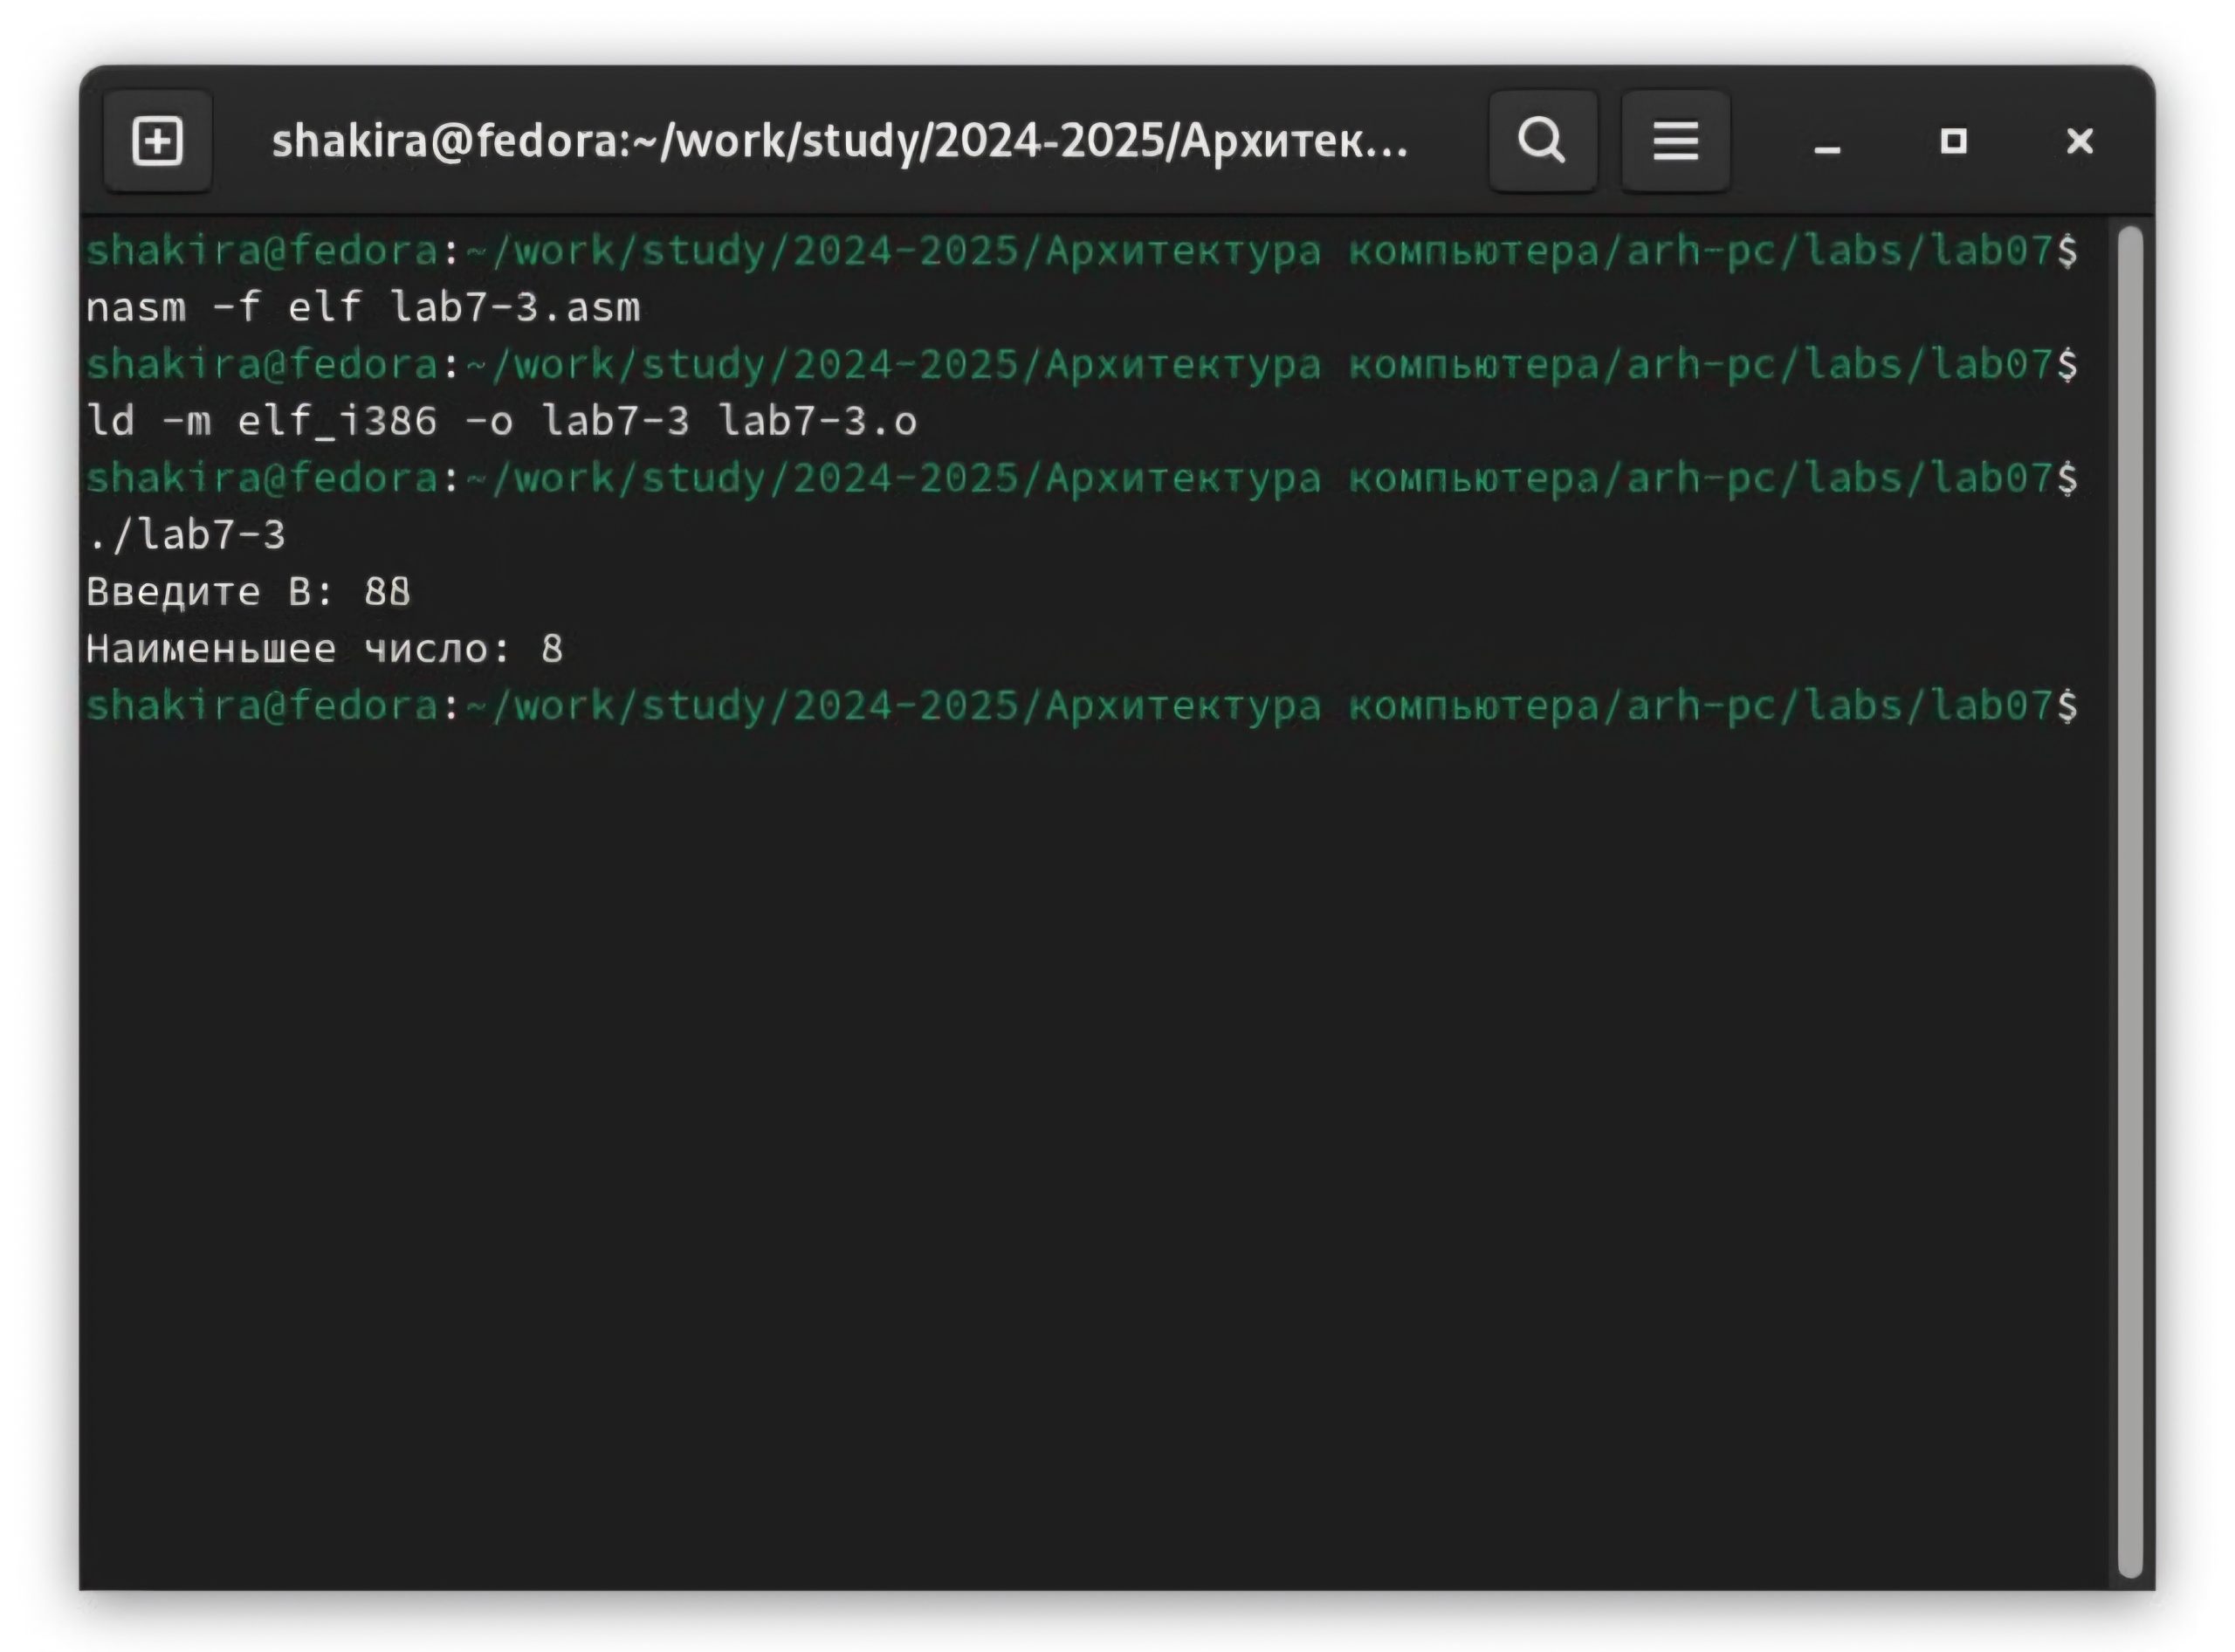 shakira@fedora:~/work/study/2024-2025/Архитек...
shakira@fedora:~/work/study/2024-2025/Архитектура компьютера/arh-pc/labs/lab07$
nasm -f elf lab7-3.asm
shakira@fedora:~/work/study/2024-2025/Архитектура компьютера/arh-pc/labs/lab07$
ld -m elf_i386 -o lab7-3 lab7-3.o
shakira@fedora:~/work/study/2024-2025/Архитектура компьютера/arh-pc/labs/lab07$
./lab7-3
Введите В: 88
Наименьшее число: 8
shakira@fedora:~/work/study/2024-2025/Архитектура компьютера/arh-pc/labs/lab07$